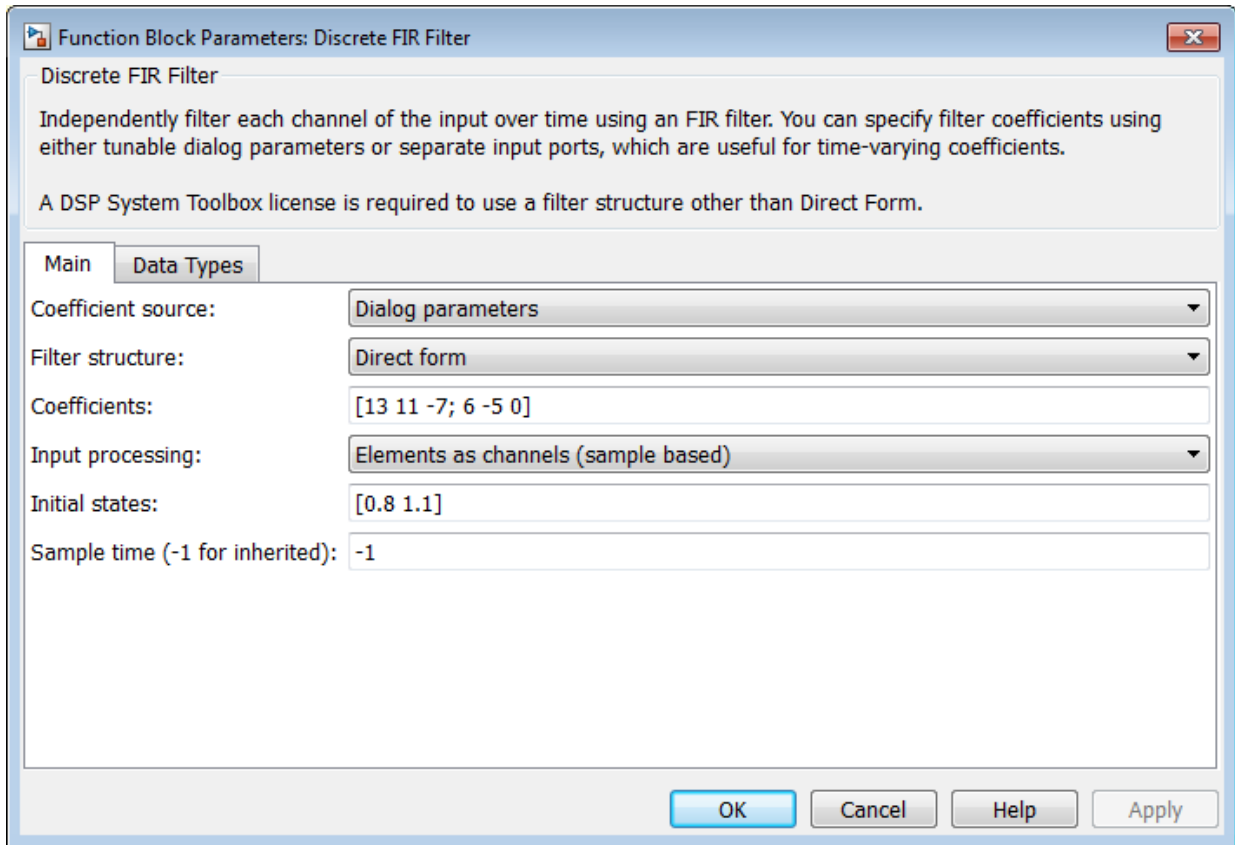 Function Block Parameters: Discrete FIR Filter
Discrete FIR Filter
Independently filter each channel of the input over time using an FIR filter. You can specify filter coefficients using
either tunable dialog parameters or separate input ports, which are useful for time-varying coefficients.
A DSP System Toolbox license is required to use a filter structure other than Direct Form.
Main Data Types
Coefficient source: Dialog parameters
Filter structure: Direct form
Coefficients: [13 11 -7; 6 -5 0]
Input processing: Elements as channels (sample based)
Initial states: [0.8 1.1]
Sample time (-1 for inherited): -1
OK Cancel Help Apply